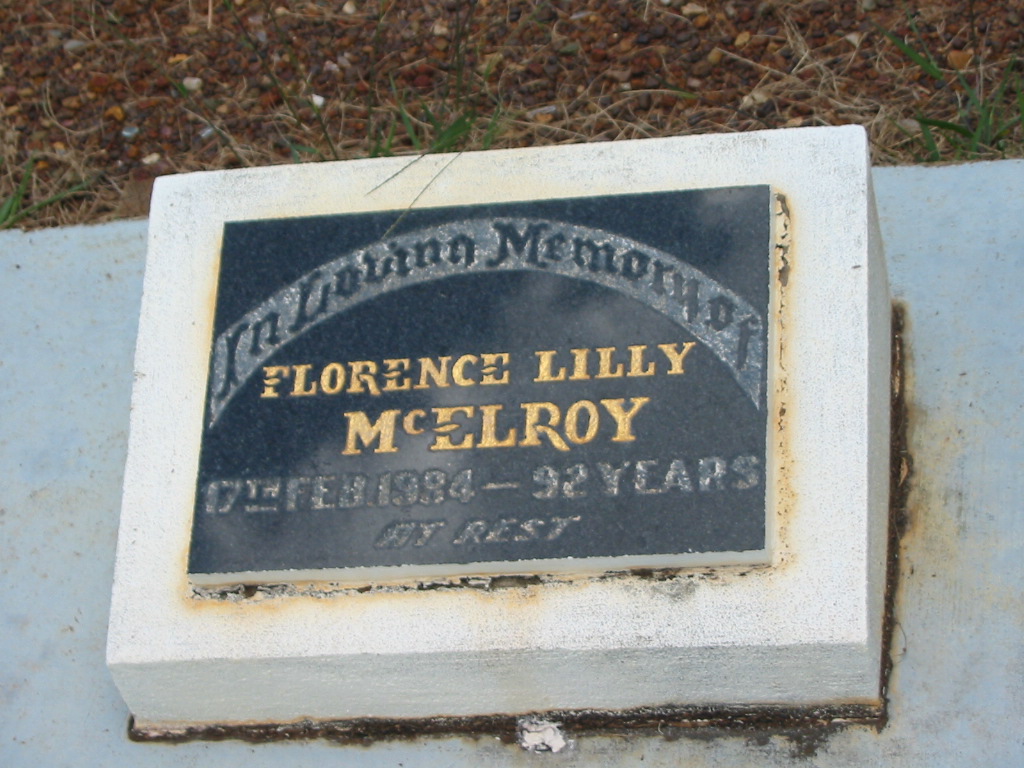 In Loving Memory of
FLORENCE LILLY
McELROY
17TH FEB. 1984 — 92 YEARS
AT REST